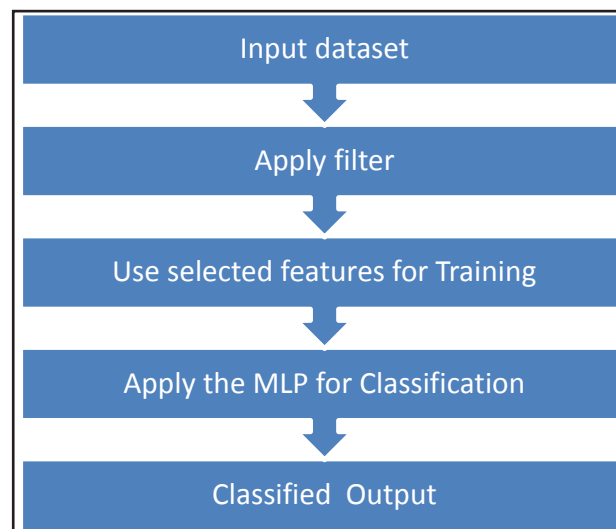 Input dataset
Apply filter
Use selected features for Training
Apply the MLP for Classification
Classified  Output